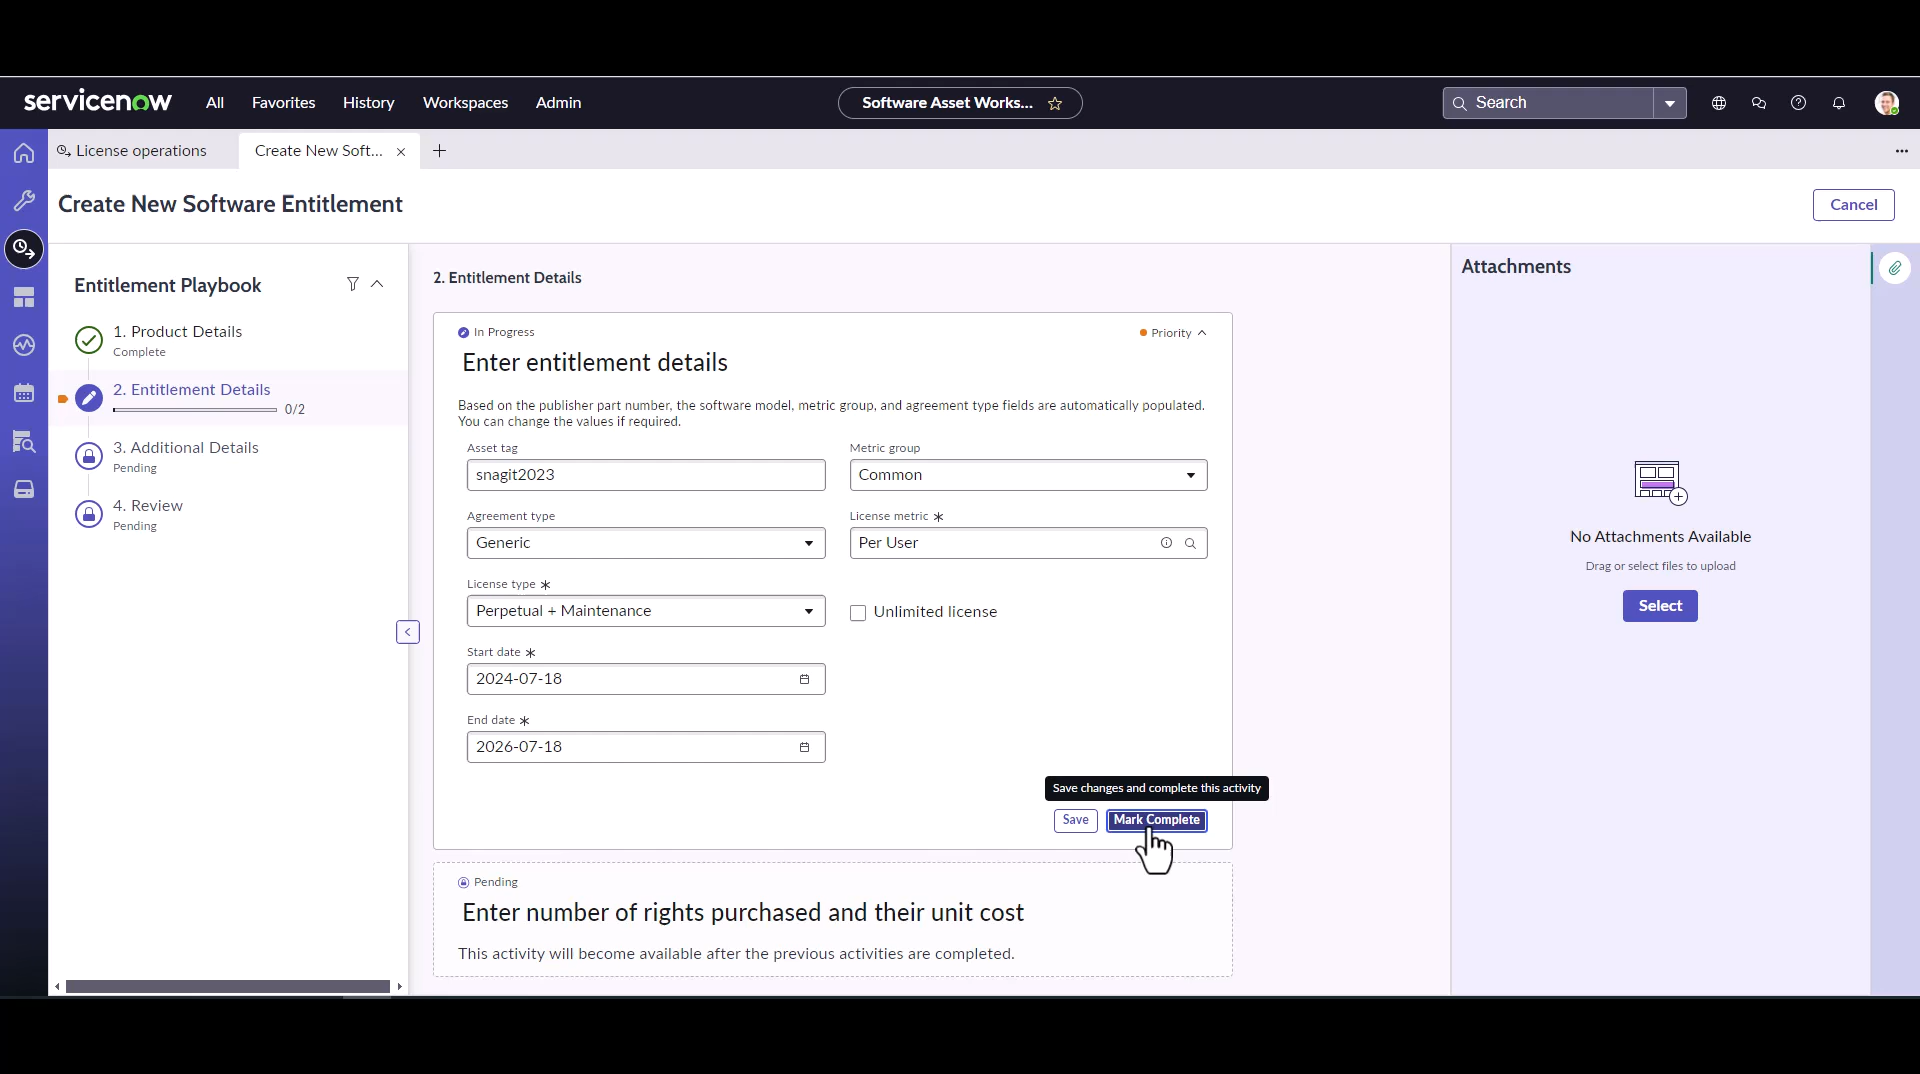 servicenow
All
Favorites
History
Workspaces
Admin
Software Asset Works...
Search
License operations
Create New Soft...
Create New Software Entitlement
Cancel
Entitlement Playbook
1. Product Details
Complete
2. Entitlement Details
0/2
3. Additional Details
Pending
4. Review
Pending
2. Entitlement Details
In Progress
Priority
Enter entitlement details
Based on the publisher part number, the software model, metric group, and agreement type fields are automatically populated.
You can change the values if required.
Asset tag
snagit2023
Metric group
Common
Agreement type
Generic
License metric *
Per User
License type *
Perpetual + Maintenance
Unlimited license
Start date *
2024-07-18
End date *
2026-07-18
Save changes and complete this activity
Save
Mark Complete
Pending
Enter number of rights purchased and their unit cost
This activity will become available after the previous activities are completed.
Attachments
No Attachments Available
Drag or select files to upload
Select